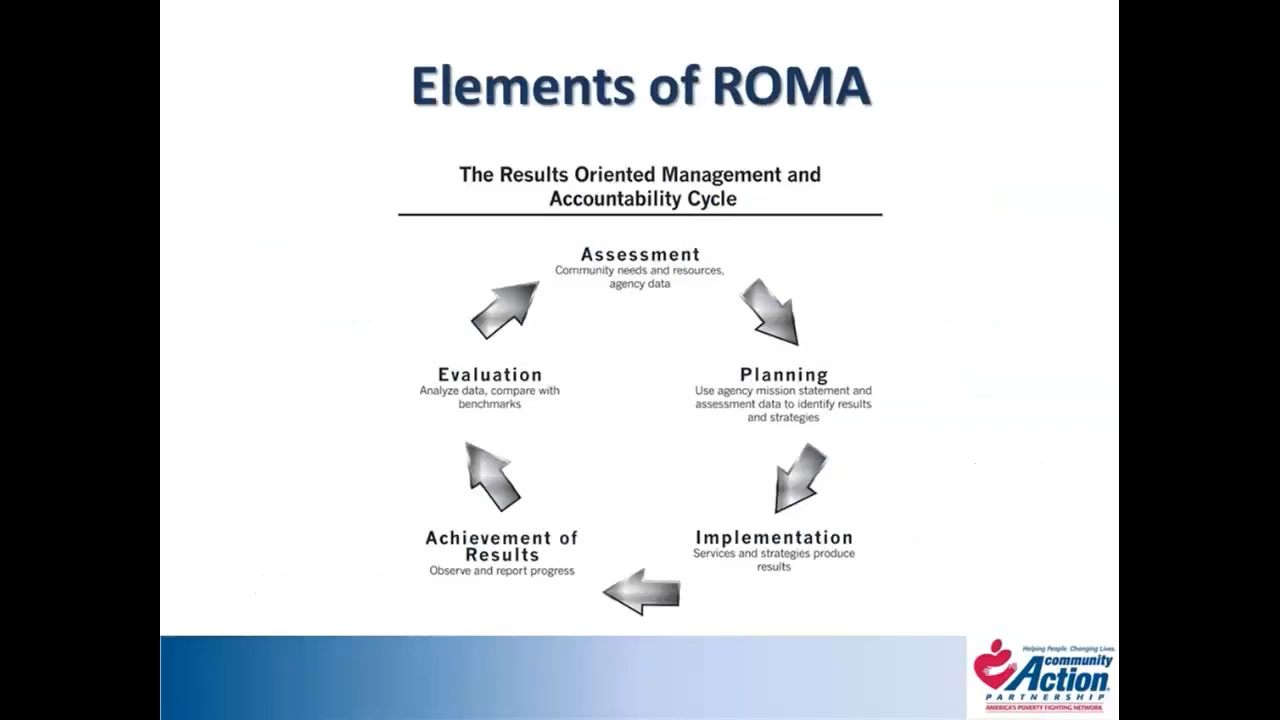 Elements of ROMA
The Results Oriented Management and
Accountability Cycle
Assessment
Community needs and resources,
agency data
Evaluation
Analyze data, compare with
benchmarks
Planning
Use agency mission statement and
assessment data to identify results
and strategies
Achievement of
Results
Observe and report progress
Implementation
Services and strategies produce
results
Helping People. Changing Lives.
community
Action
PARTNERSHIP
AMERICA'S POVERTY FIGHTING NETWORK